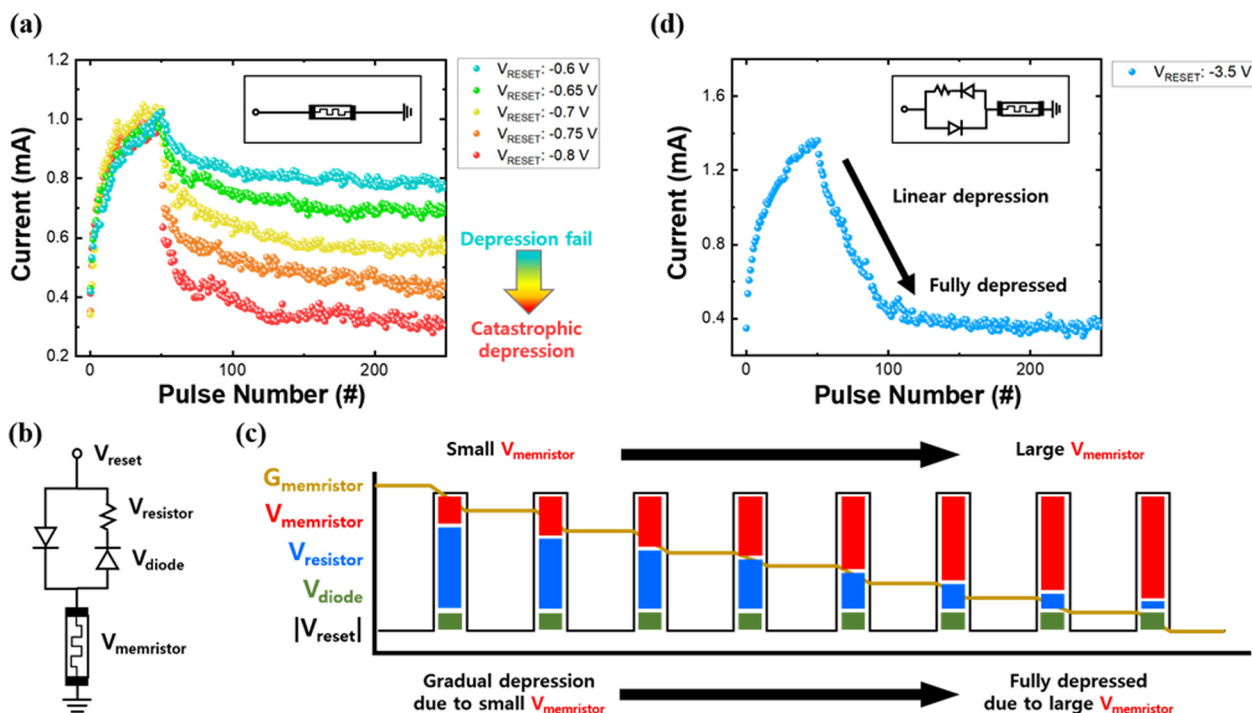 (a)
1.2
1.0
0.8
0.6
0.4
0.2
Current (mA)
0
100
200
Pulse Number (#)
VRESET: -0.6 V
VRESET: -0.65 V
VRESET: -0.7 V
VRESET: -0.75 V
VRESET: -0.8 V
Depression fail
Catastrophic
depression
(d)
1.6
1.2
0.8
0.4
Current (mA)
0
100
200
Pulse Number (#)
VRESET: -3.5 V
Linear depression
Fully depressed
(b)
Vreset
Vresistor
Vdiode
Vmemristor
(c)
Small Vmemristor
Large Vmemristor
Gmemristor
Vmemristor
Vresistor
Vdiode
|Vreset|
Gradual depression
due to small Vmemristor
Fully depressed
due to large Vmemristor